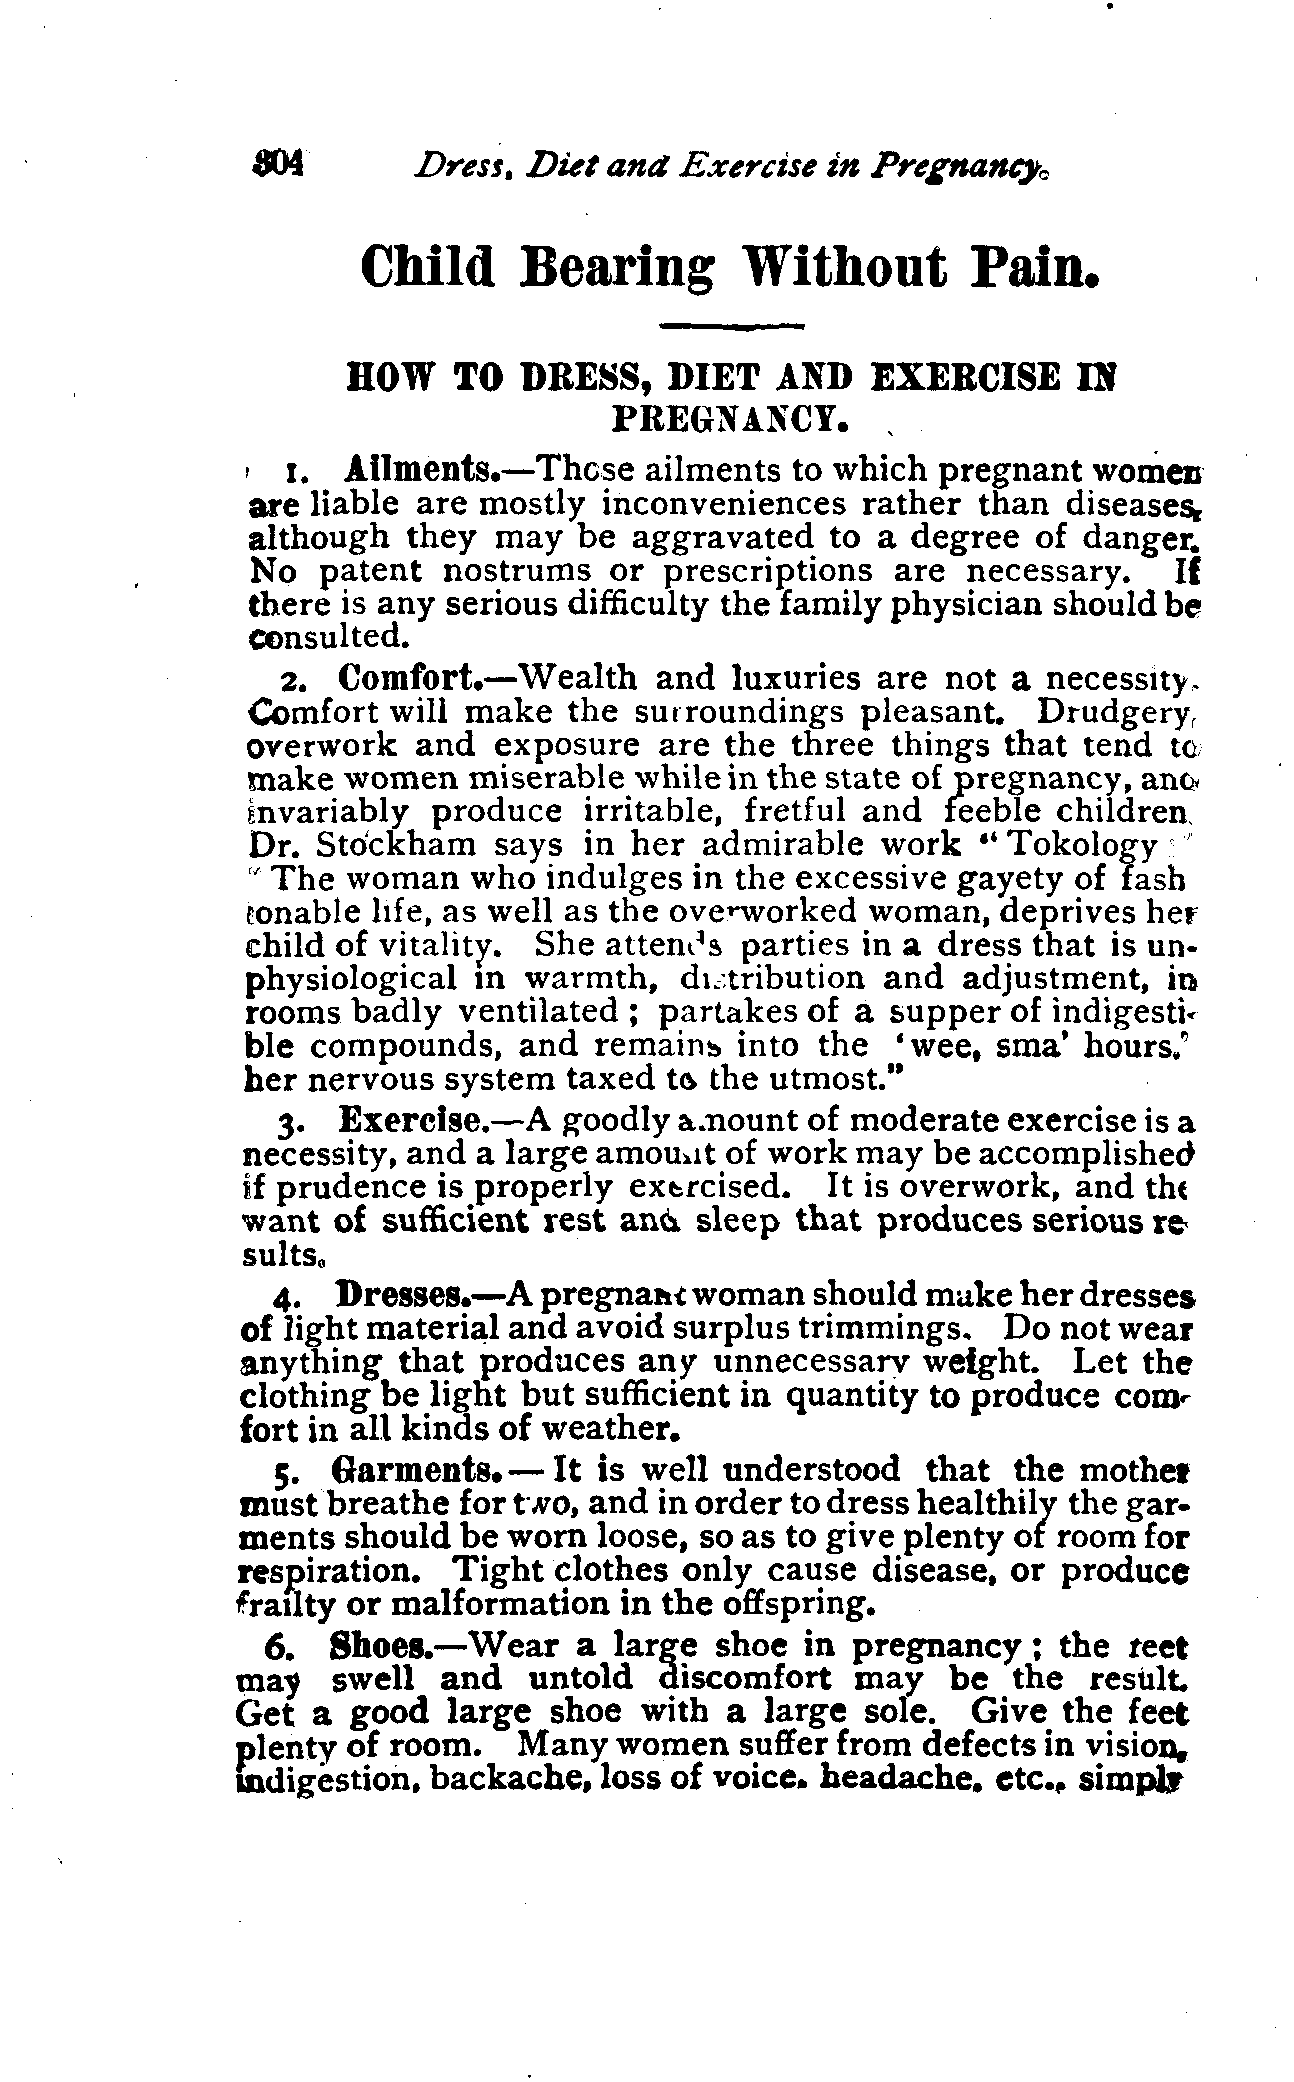 304 Dress, Diet and Exercise in Pregnancy.
Child Bearing Without Pain.
HOW TO DRESS, DIET AND EXERCISE IN
PREGNANCY.
1. Ailments.—Those ailments to which pregnant women
are liable are mostly inconveniences rather than diseases,
although they may be aggravated to a degree of danger.
No patent nostrums or prescriptions are necessary. If
there is any serious difficulty the family physician should be
consulted.
2. Comfort.—Wealth and luxuries are not a necessity.
Comfort will make the surroundings pleasant. Drudgery,
overwork and exposure are the three things that tend to
make women miserable while in the state of pregnancy, and
invariably produce irritable, fretful and feeble children.
Dr. Stockham says in her admirable work “Tokology:”
“The woman who indulges in the excessive gayety of fash
ionable life, as well as the overworked woman, deprives her
child of vitality. She attends parties in a dress that is un-
physiological in warmth, distribution and adjustment, in
rooms badly ventilated; partakes of a supper of indigesti-
ble compounds, and remains into the ‘wee, sma’ hours,’
her nervous system taxed to the utmost.”
3. Exercise.—A goodly amount of moderate exercise is a
necessity, and a large amount of work may be accomplished
if prudence is properly exercised. It is overwork, and the
want of sufficient rest and sleep that produces serious re-
sults.
4. Dresses.—A pregnant woman should make her dresses
of light material and avoid surplus trimmings. Do not wear
anything that produces any unnecessary weight. Let the
clothing be light but sufficient in quantity to produce com-
fort in all kinds of weather.
5. Garments.—It is well understood that the mother
must breathe for two, and in order to dress healthily the gar-
ments should be worn loose, so as to give plenty of room for
respiration. Tight clothes only cause disease, or produce
frailty or malformation in the offspring.
6. Shoes.—Wear a large shoe in pregnancy; the feet
may swell and untold discomfort may be the result.
Get a good large shoe with a large sole. Give the feet
plenty of room. Many women suffer from defects in vision,
indigestion, backache, loss of voice, headache, etc., simply